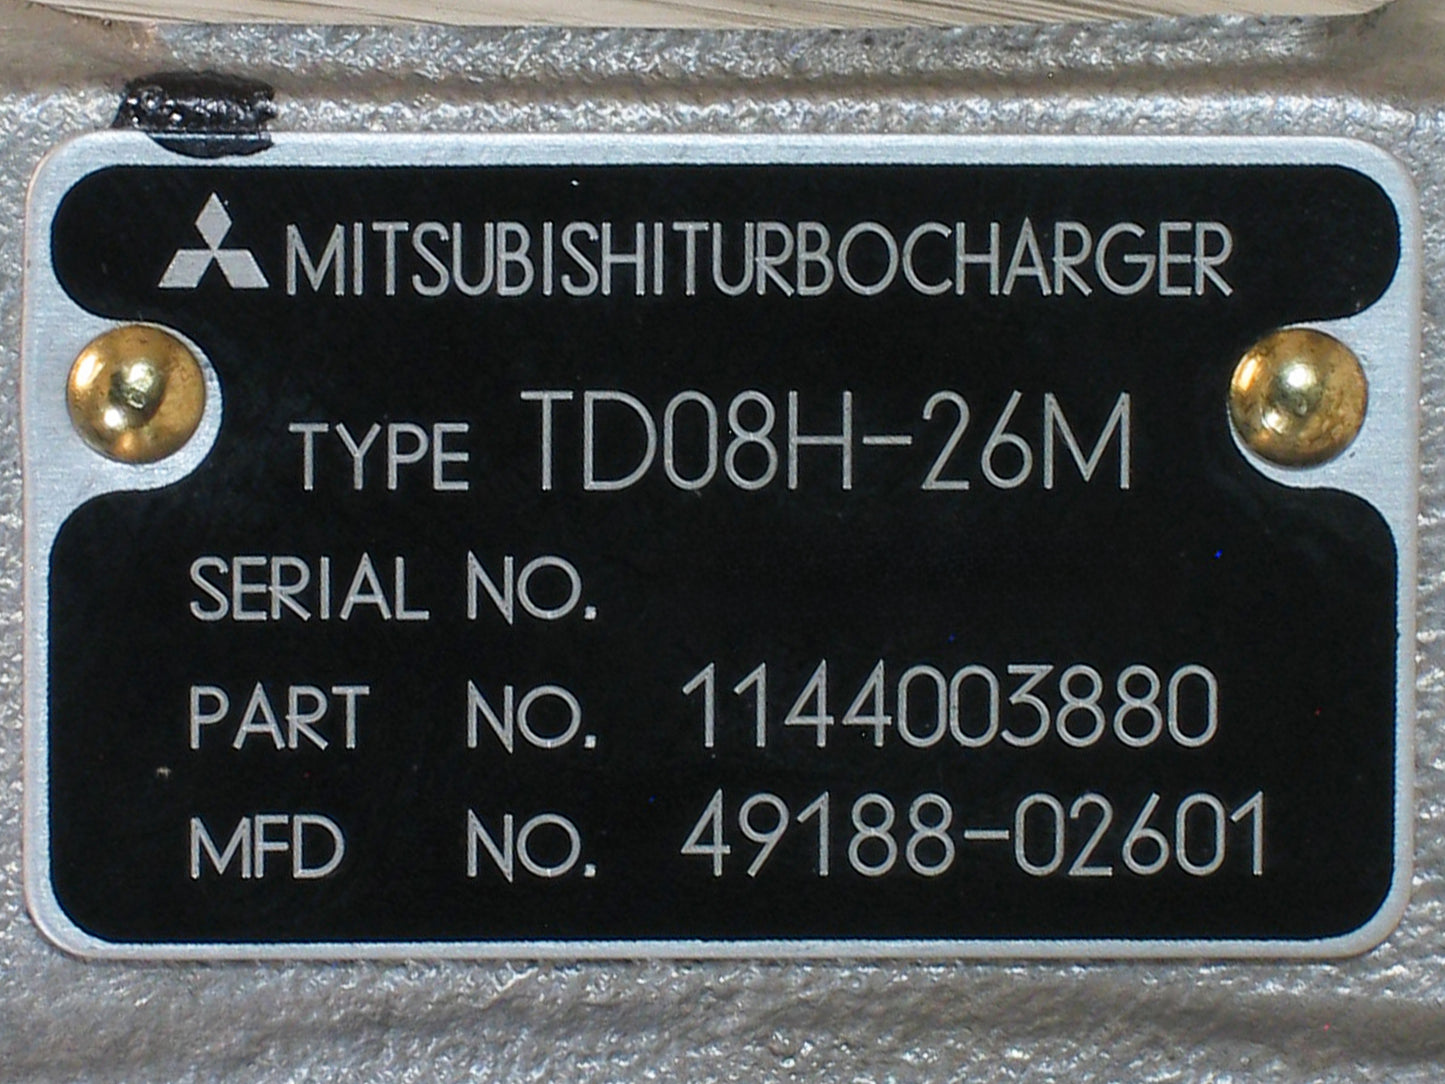 MITSUBISHITURBOCHARGER
TYPE TD08H-26M
SERIAL NO.
PART NO. 1144003880
MFD NO. 49188-02601